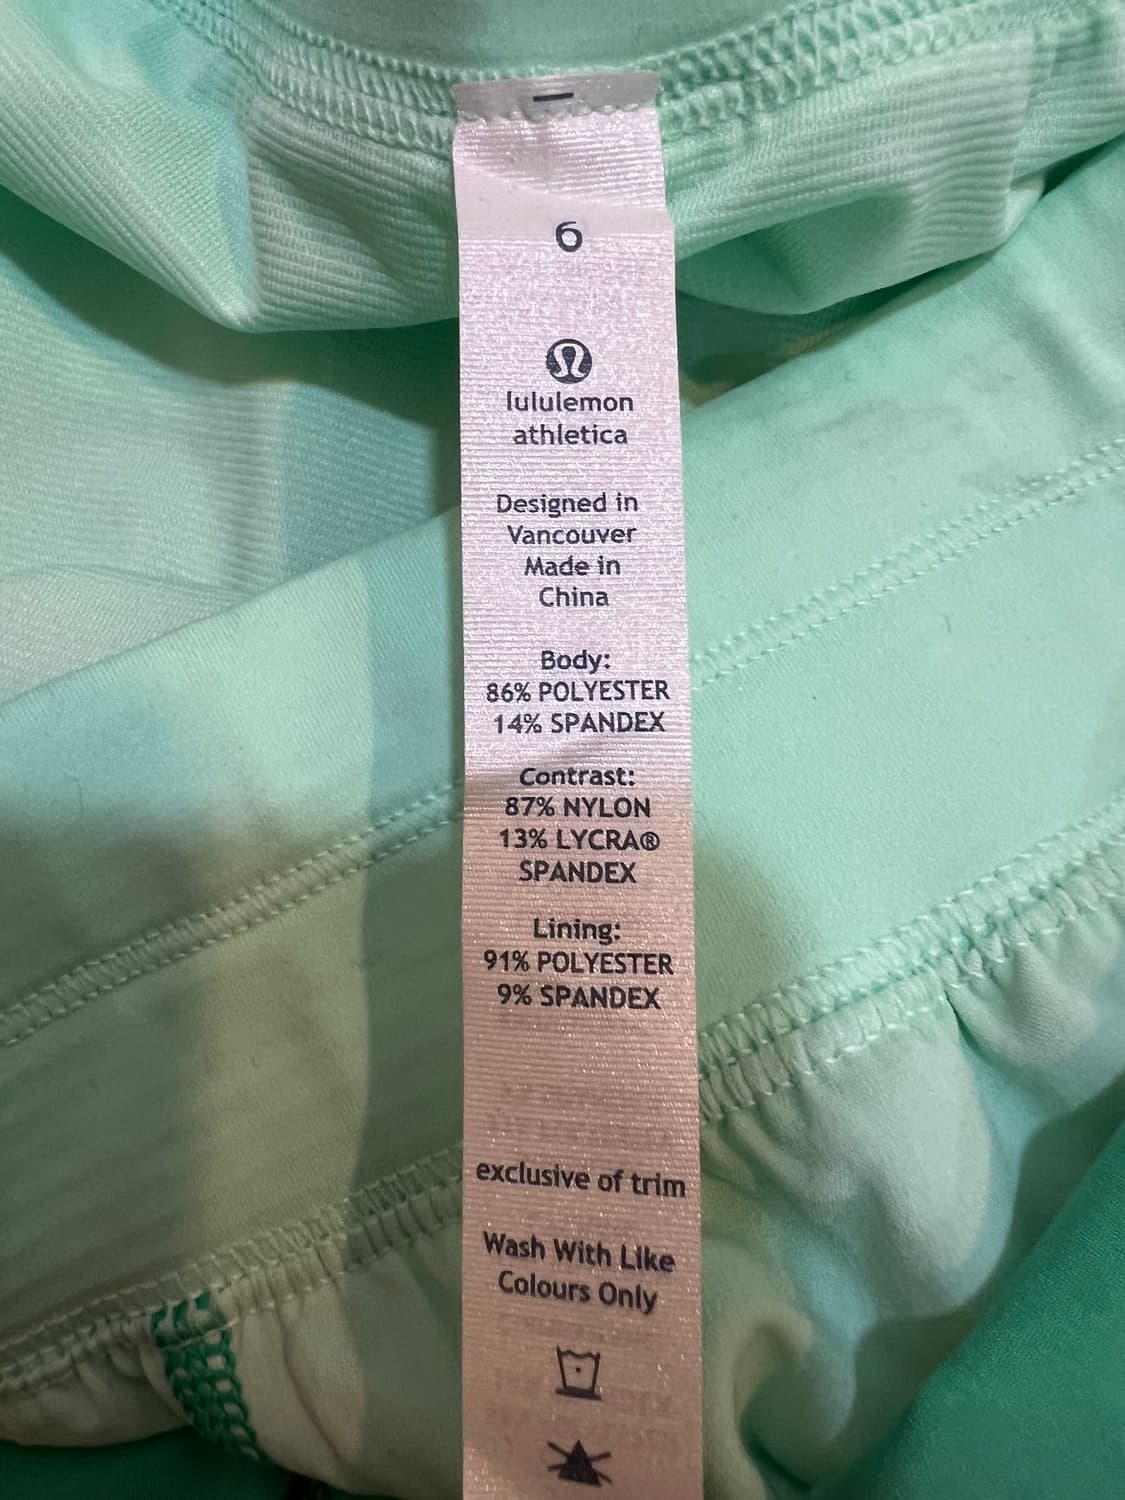 6
lululemon
athletica
Designed in
Vancouver
Made in
China
Body:
86% POLYESTER
14% SPANDEX
Contrast:
87% NYLON
13% LYCRA®
SPANDEX
Lining:
91% POLYESTER
9% SPANDEX
exclusive of trim
Wash With Like
Colours Only